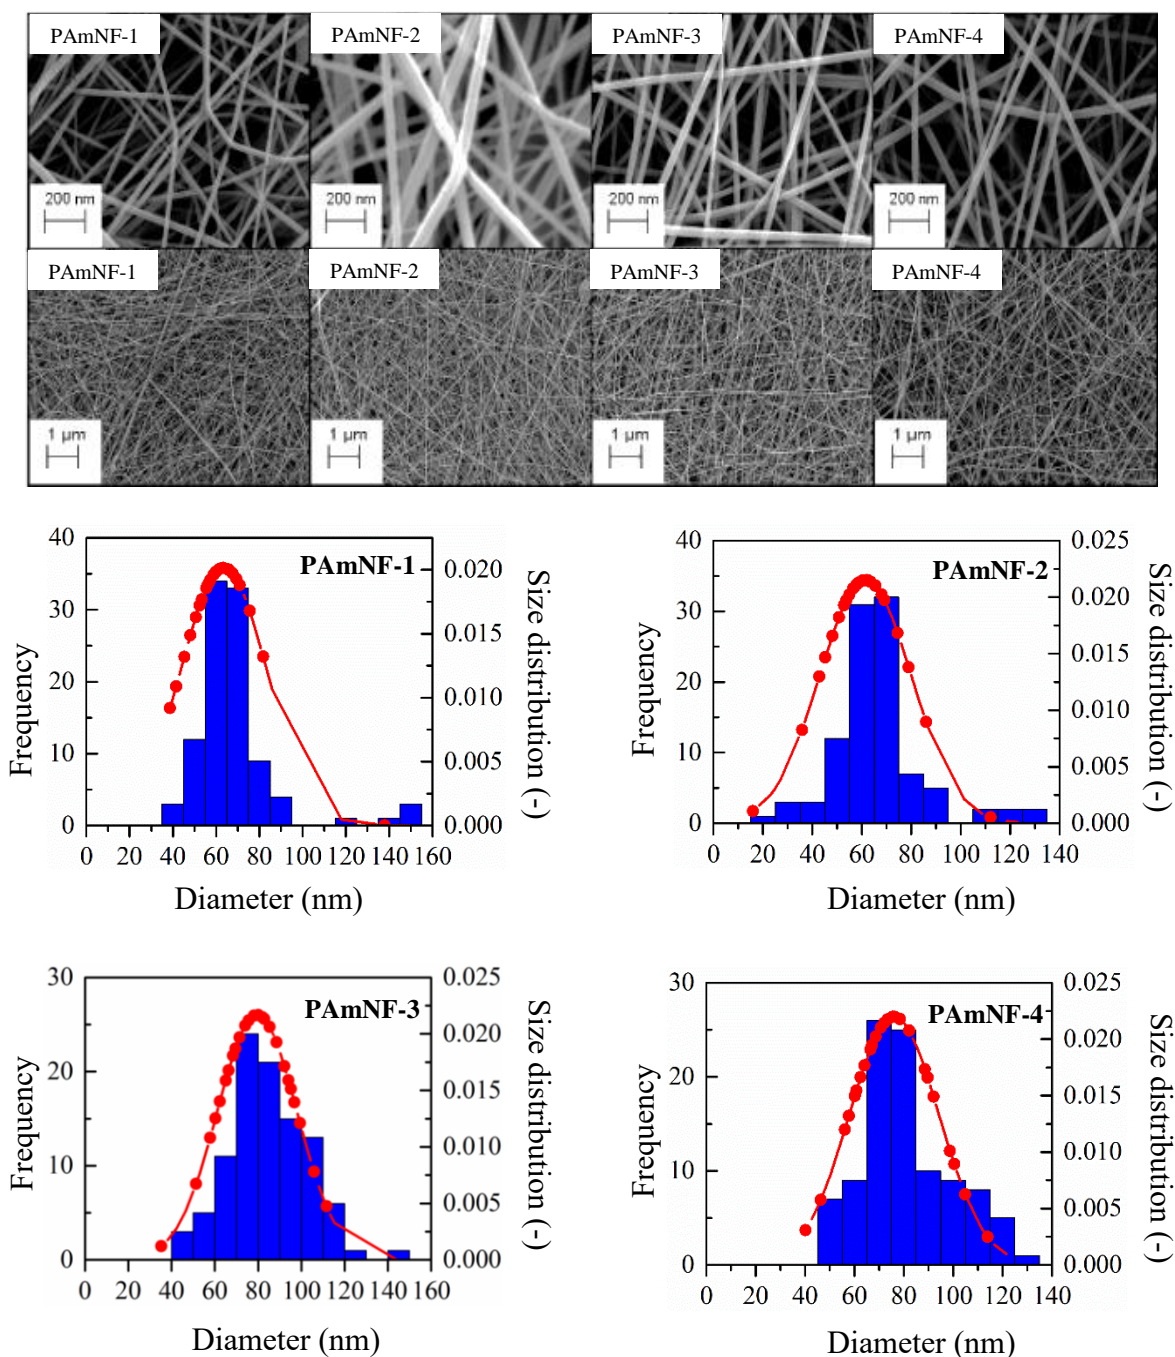 PAmNF-1 PAmNF-2 PAmNF-3 PAmNF-4
200 nm 200 nm 200 nm 200 nm
PAmNF-1 PAmNF-2 PAmNF-3 PAmNF-4
1 µm 1 µm 1 µm 1 µm
PAmNF-1
Frequency
40
30
20
10
0
Size distribution (-)
0.020
0.015
0.010
0.005
0.000
0 20 40 60 80 100 120 140 160
Diameter (nm)
PAmNF-2
Frequency
40
30
20
10
0
Size distribution (-)
0.025
0.020
0.015
0.010
0.005
0.000
0 20 40 60 80 100 120 140
Diameter (nm)
PAmNF-3
Frequency
30
20
10
0
Size distribution (-)
0.025
0.020
0.015
0.010
0.005
0.000
0 20 40 60 80 100 120 140 160
Diameter (nm)
PAmNF-4
Frequency
30
20
10
0
Size distribution (-)
0.025
0.020
0.015
0.010
0.005
0.000
0 20 40 60 80 100 120 140
Diameter (nm)